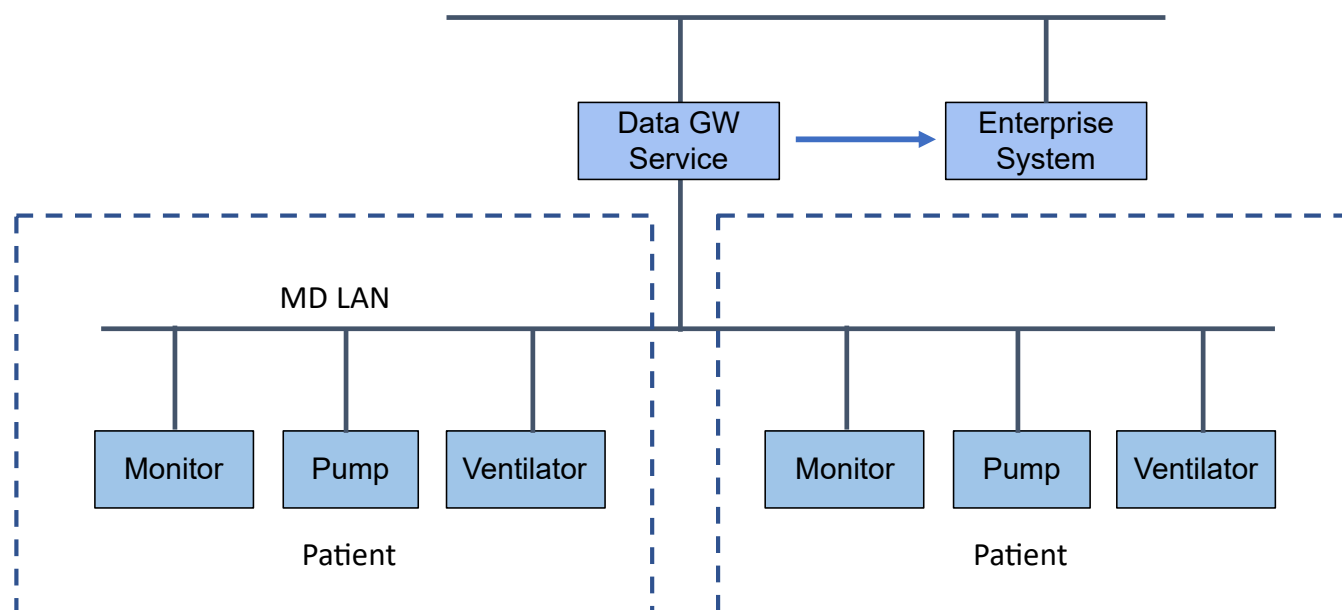 Data GW
Service
Enterprise
System
MD LAN
Monitor
Pump
Ventilator
Monitor
Pump
Ventilator
Patient
Patient